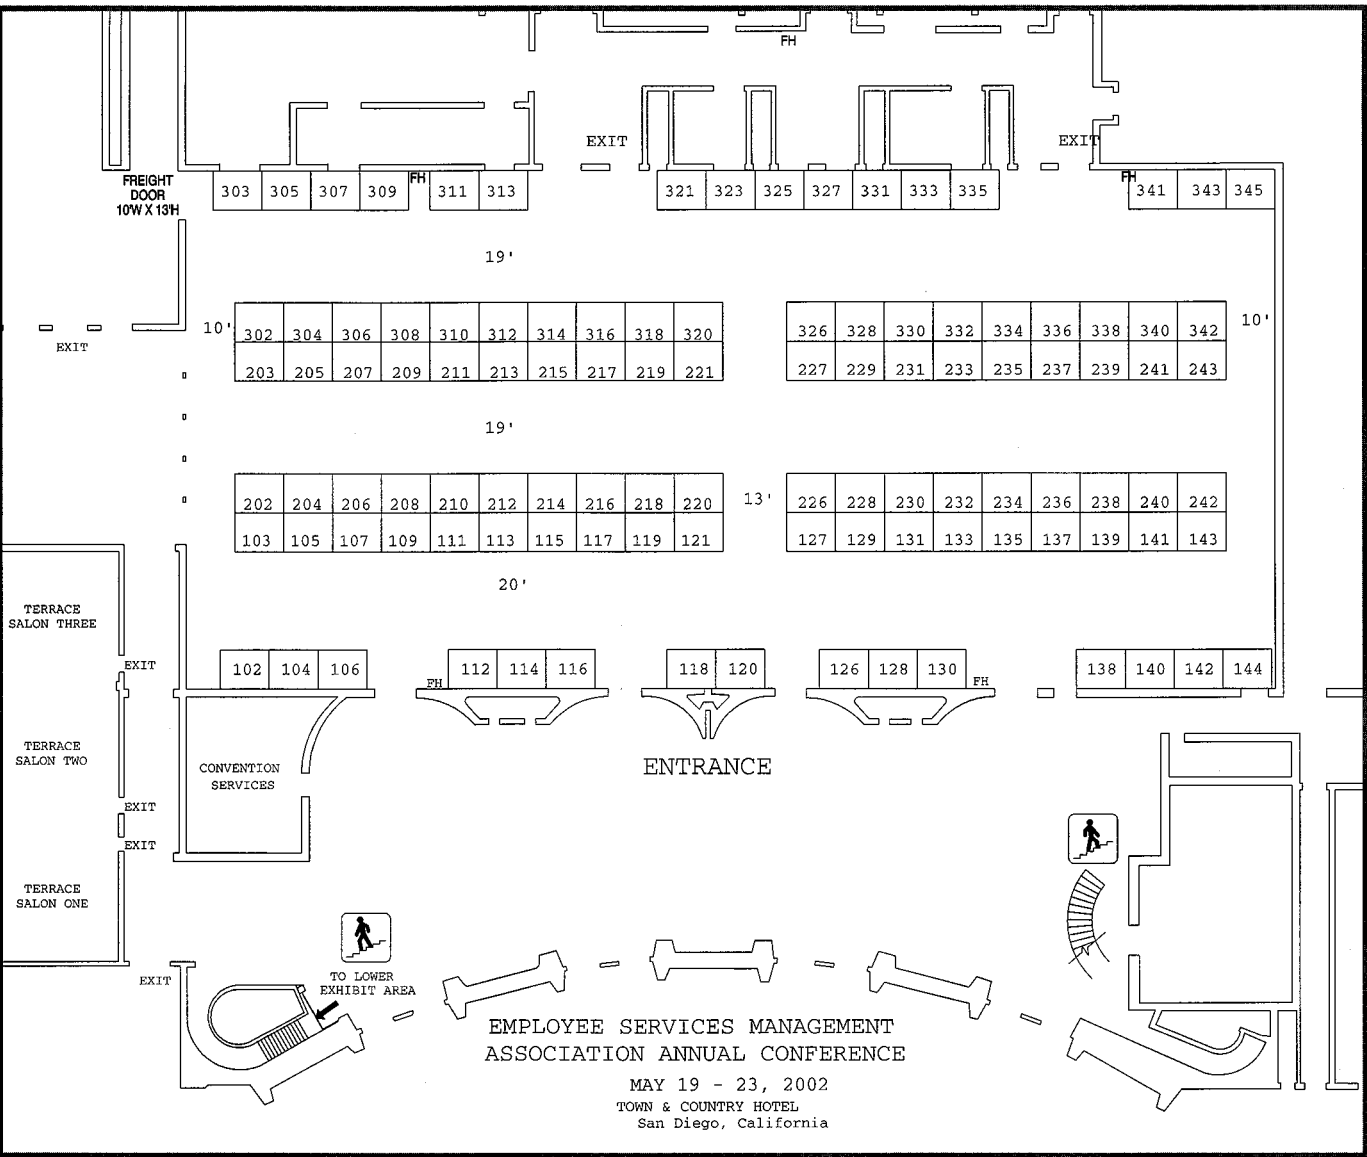 FH
EXIT
EXIT
FREIGHT
DOOR
10'W X 13'H
303 305 307 309 FH 311 313 321 323 325 327 331 333 335 FH 341 343 345
19'
10' 302 304 306 308 310 312 314 316 318 320 326 328 330 332 334 336 338 340 342 10'
EXIT
203 205 207 209 211 213 215 217 219 221 227 229 231 233 235 237 239 241 243
19'
202 204 206 208 210 212 214 216 218 220 13' 226 228 230 232 234 236 238 240 242
103 105 107 109 111 113 115 117 119 121 127 129 131 133 135 137 139 141 143
20'
TERRACE
SALON THREE
EXIT
102 104 106 112 114 116 118 120 126 128 130 138 140 142 144
FH
FH
TERRACE
SALON TWO
CONVENTION
SERVICES
ENTRANCE
EXIT
EXIT
TERRACE
SALON ONE
EXIT
TO LOWER
EXHIBIT AREA
EMPLOYEE SERVICES MANAGEMENT
ASSOCIATION ANNUAL CONFERENCE
MAY 19 - 23, 2002
TOWN & COUNTRY HOTEL
San Diego, California